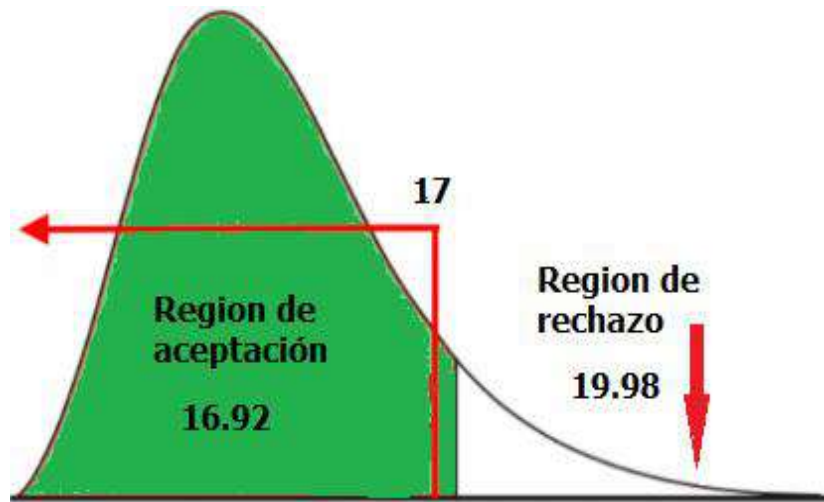 17
Region de
aceptación
16.92
Region de
rechazo
19.98